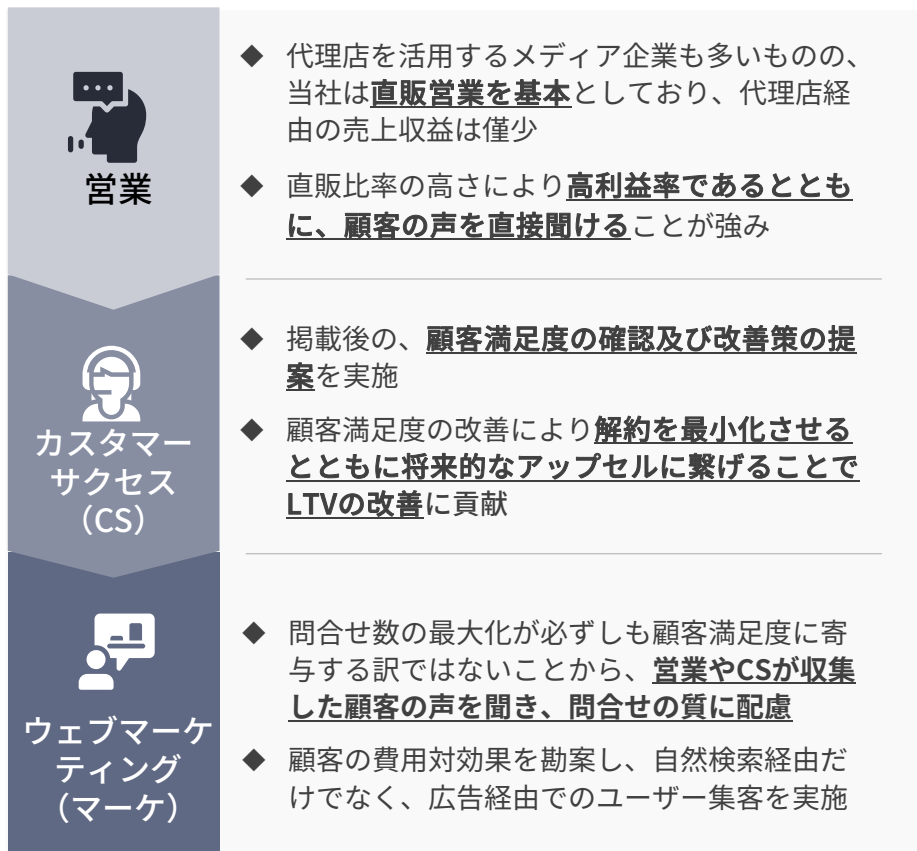 営業
◆ 代理店を活用するメディア企業も多いものの、
当社は直販営業を基本としており、代理店経
由の売上収益は僅少
◆ 直販比率の高さにより高利益率であるととも
に、顧客の声を直接聞けることが強み
カスタマー
サクセス
（CS）
◆ 掲載後の、顧客満足度の確認及び改善策の提
案を実施
◆ 顧客満足度の改善により解約を最小化させる
とともに将来的なアップセルに繋げることで
LTVの改善に貢献
ウェブマーケ
ティング
（マーケ）
◆ 問合せ数の最大化が必ずしも顧客満足度に寄
与する訳ではないことから、営業やCSが収集
した顧客の声を聞き、問合せの質に配慮
◆ 顧客の費用対効果を勘案し、自然検索経由だ
けでなく、広告経由でのユーザー集客を実施